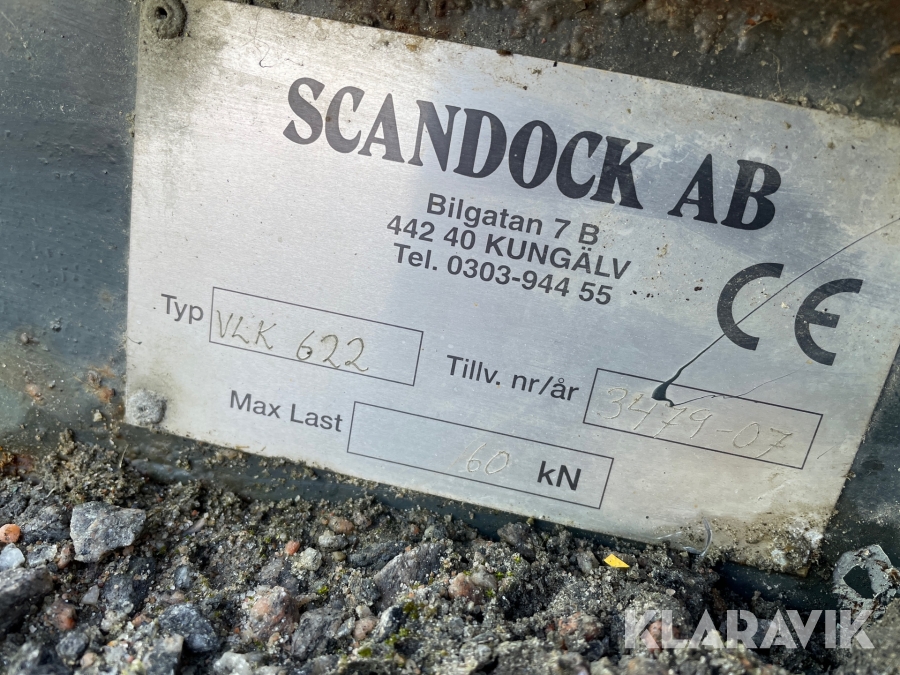 SCANDOCK AB
Bilgatan 7 B
442 40 KUNGÄLV
Tel. 0303-944 55
CE
Typ VLK 622
Tillv. nr/år 3479-07
Max Last 60 kN
KLARAVIK